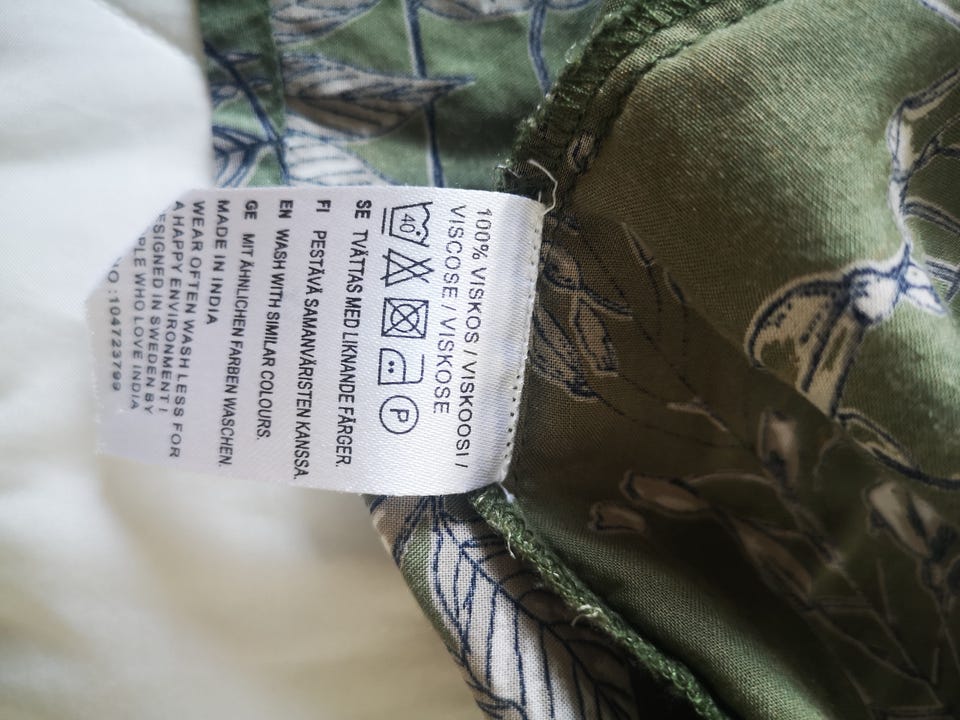 100% VISKOS / VISKOOSI /
VISCOSE / VISKOSE
40 P
SE TVÄTTAS MED LIKNANDE FÄRGER.
FI PESTÄVÄ SAMANVÄRISTEN KANSSA.
EN WASH WITH SIMILAR COLOURS.
GE MIT ÄHNLICHEN FARBEN WASCHEN.
MADE IN INDIA
WEAR OFTEN WASH LESS FOR
A HAPPY ENVIRONMENT!
DESIGNED IN SWEDEN BY
WHO LOVE INDIA
:104723799